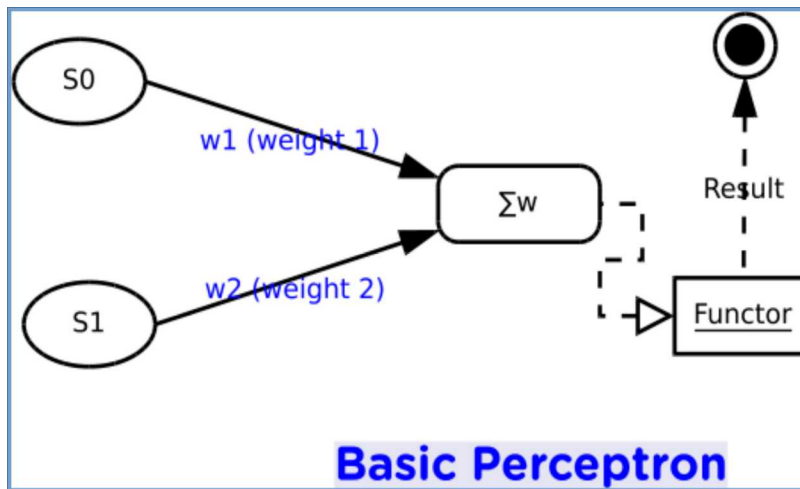 S0
w1 (weight 1)
Result
∑w
w2 (weight 2)
S1
Functor
Basic Perceptron